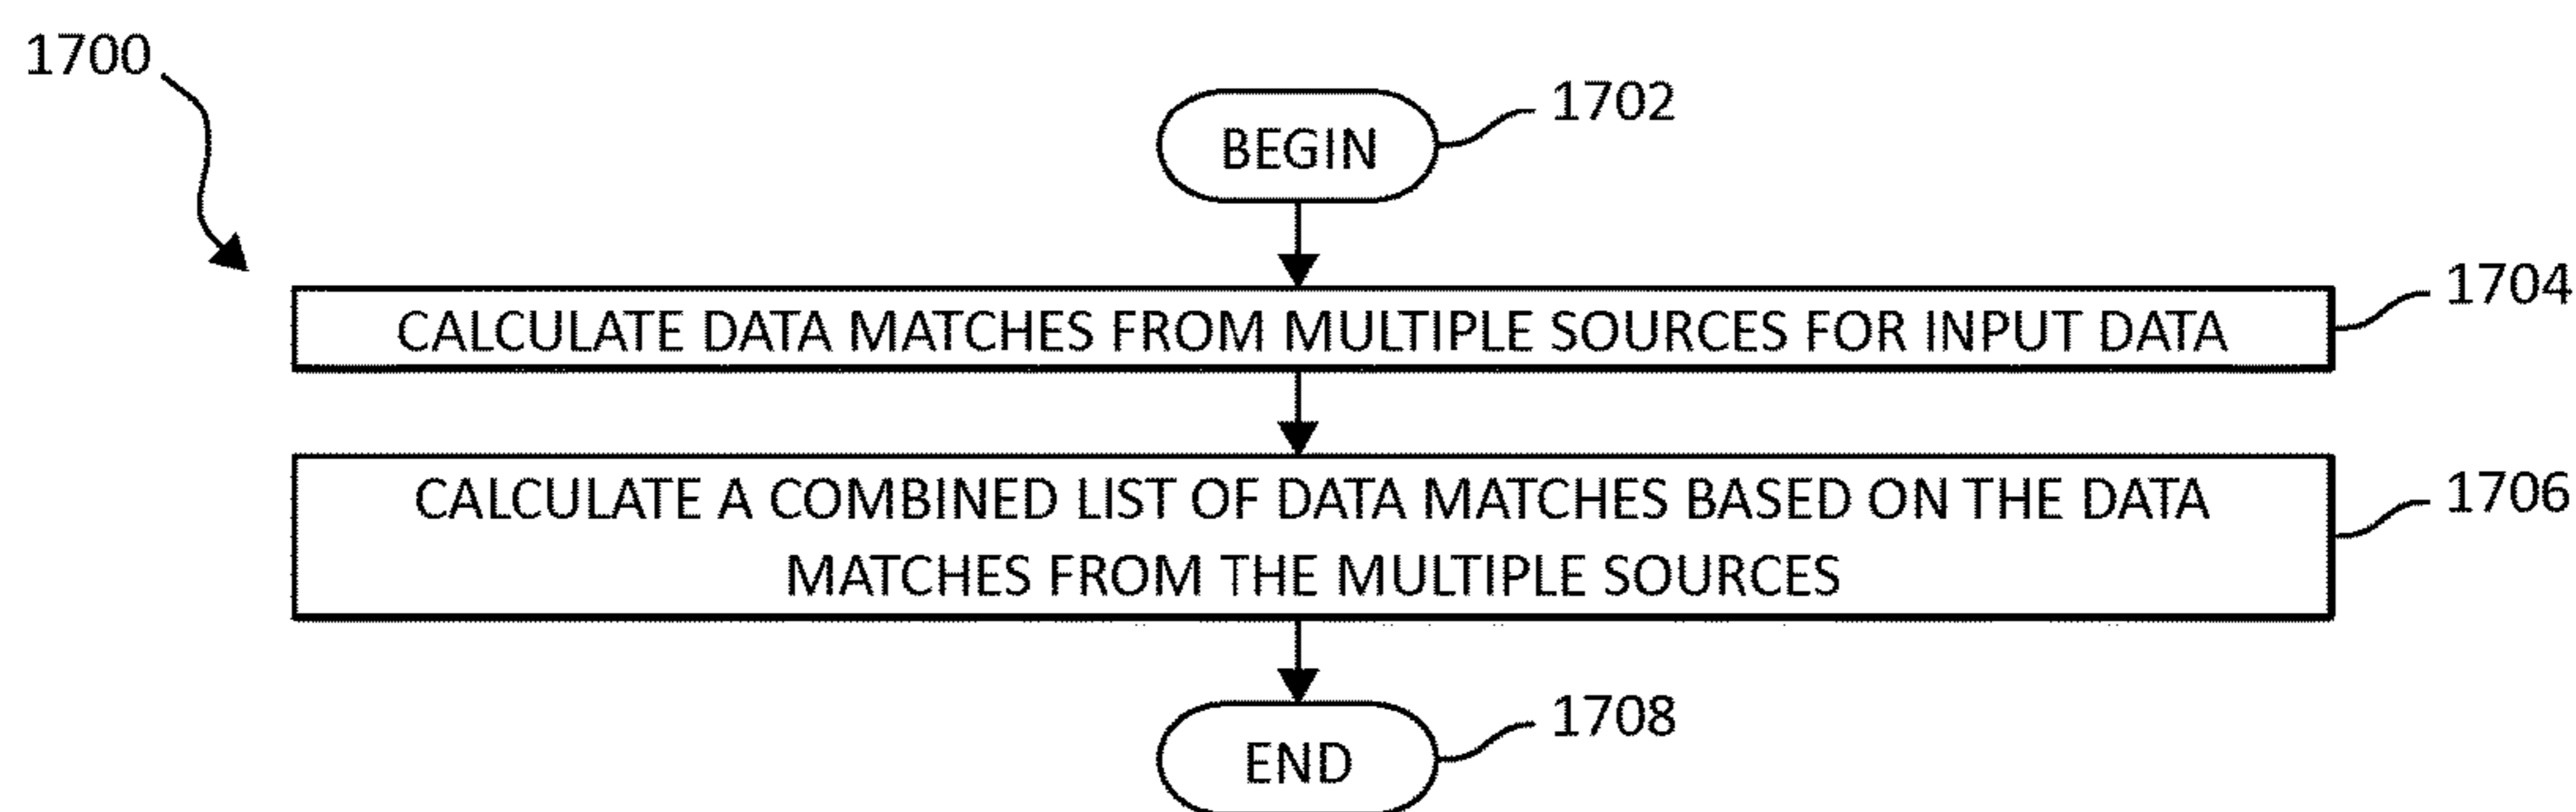 1700
BEGIN
1702
CALCULATE DATA MATCHES FROM MULTIPLE SOURCES FOR INPUT DATA
1704
CALCULATE A COMBINED LIST OF DATA MATCHES BASED ON THE DATA
MATCHES FROM THE MULTIPLE SOURCES
1706
END
1708